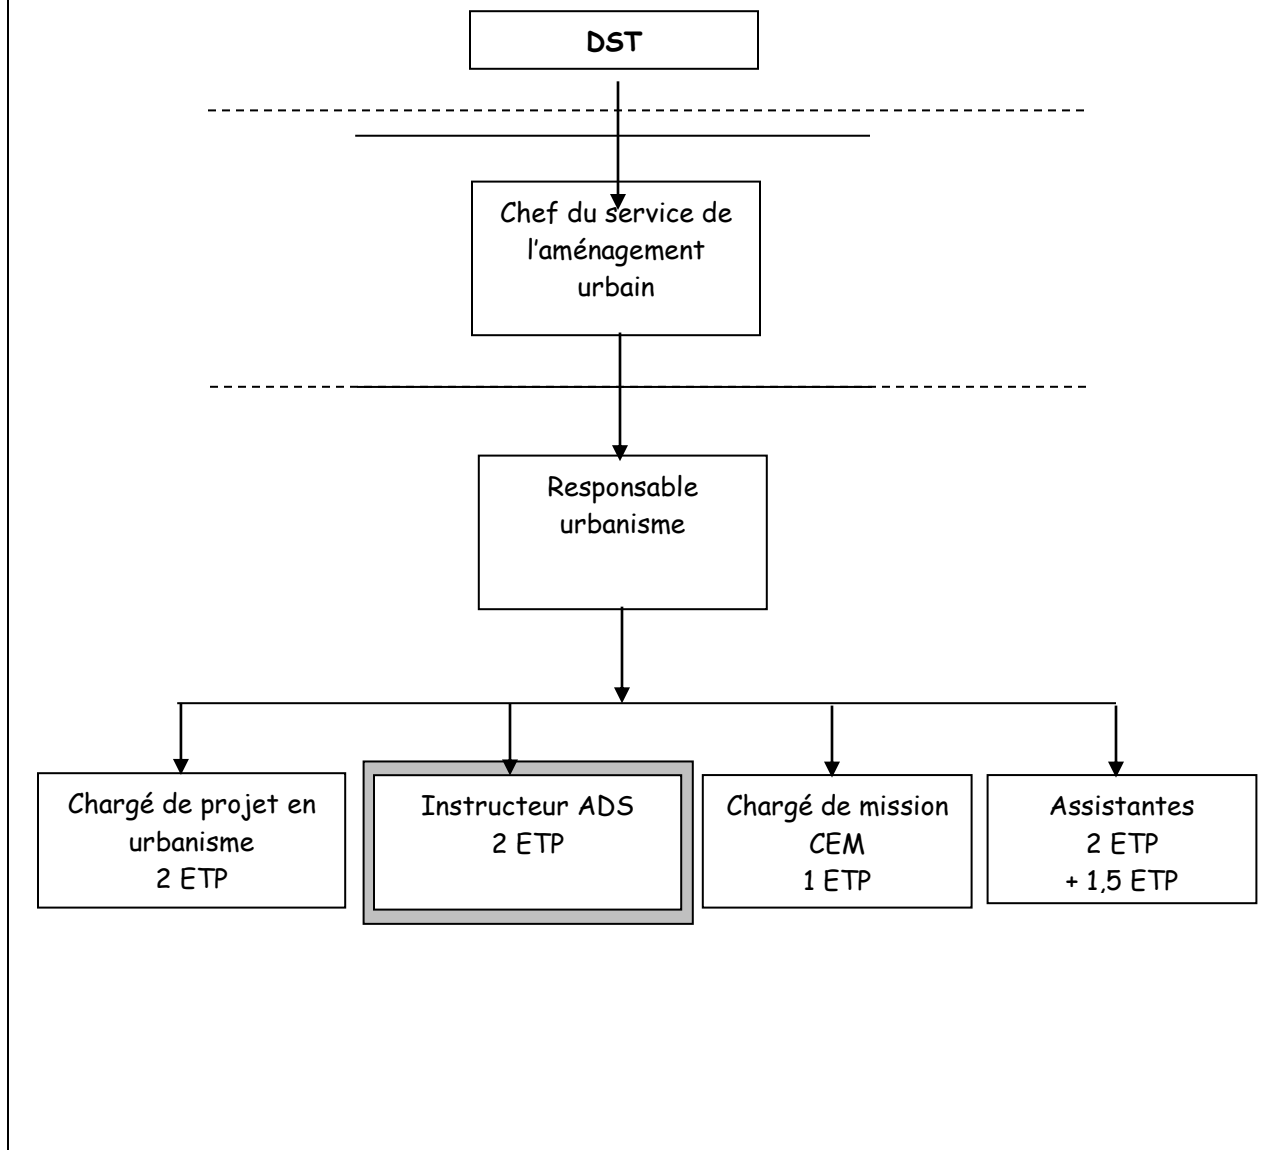 DST
Chef du service de
l'aménagement
urbain
Responsable
urbanisme
Chargé de projet en
urbanisme
2 ETP
Instructeur ADS
2 ETP
Chargé de mission
CEM
1 ETP
Assistantes
2 ETP
+ 1,5 ETP